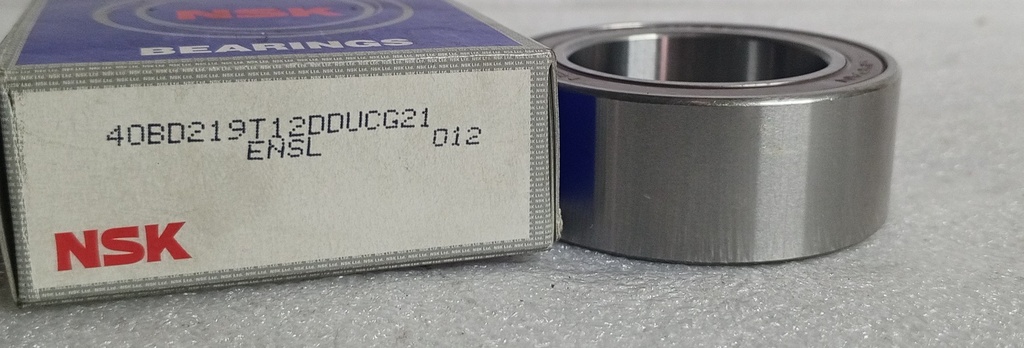 NSK
BEARINGS
40BD219T12DDUCG21
ENSL 012
NSK